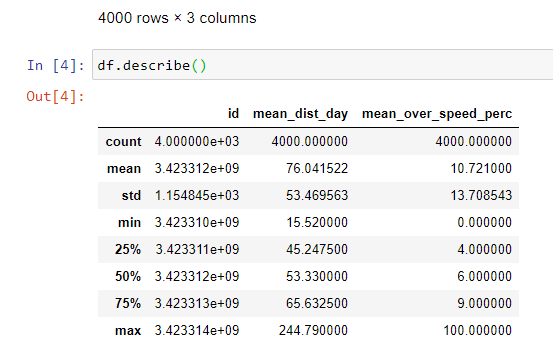 4000 rows × 3 columns
In [4]: df.describe()
Out[4]:
id mean_dist_day mean_over_speed_perc
count 4.000000e+03 4000.000000 4000.000000
mean 3.423312e+09 76.041522 10.721000
std 1.154845e+03 53.469563 13.708543
min 3.423310e+09 15.520000 0.000000
25% 3.423311e+09 45.247500 4.000000
50% 3.423312e+09 53.330000 6.000000
75% 3.423313e+09 65.632500 9.000000
max 3.423314e+09 244.790000 100.000000